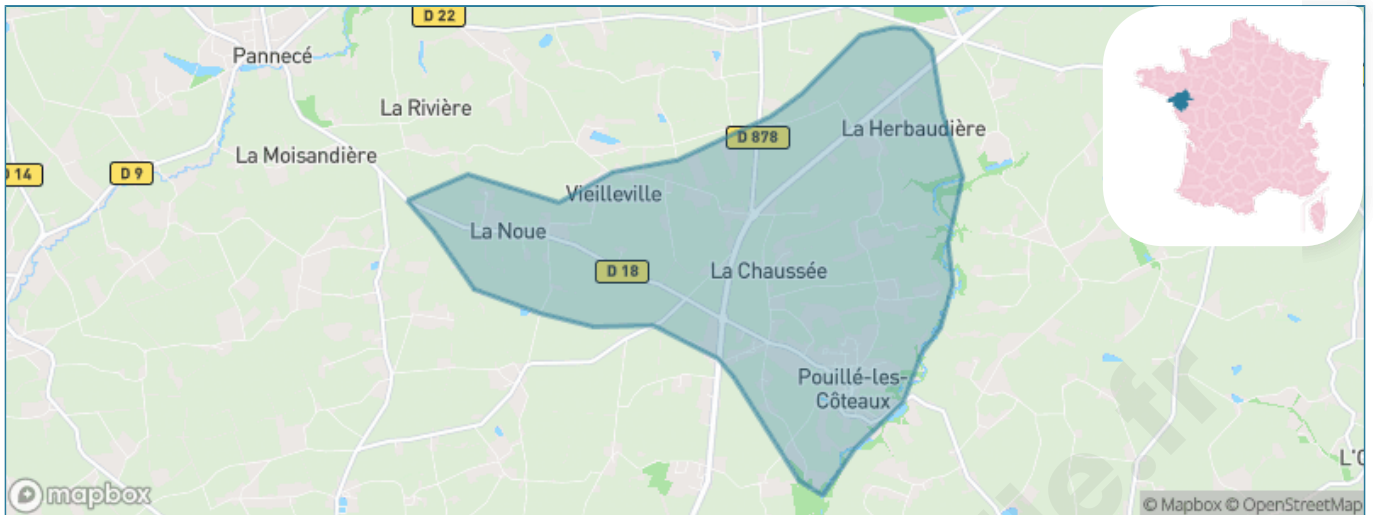 D 22
Pannecé
La Rivière
D 878
La Herbaudière
La Moisandière
D 14
D 9
Vieilleville
La Noue
D 18
La Chaussée
Pouillé-les-
Côteaux
mapbox
© Mapbox © OpenStreetMap